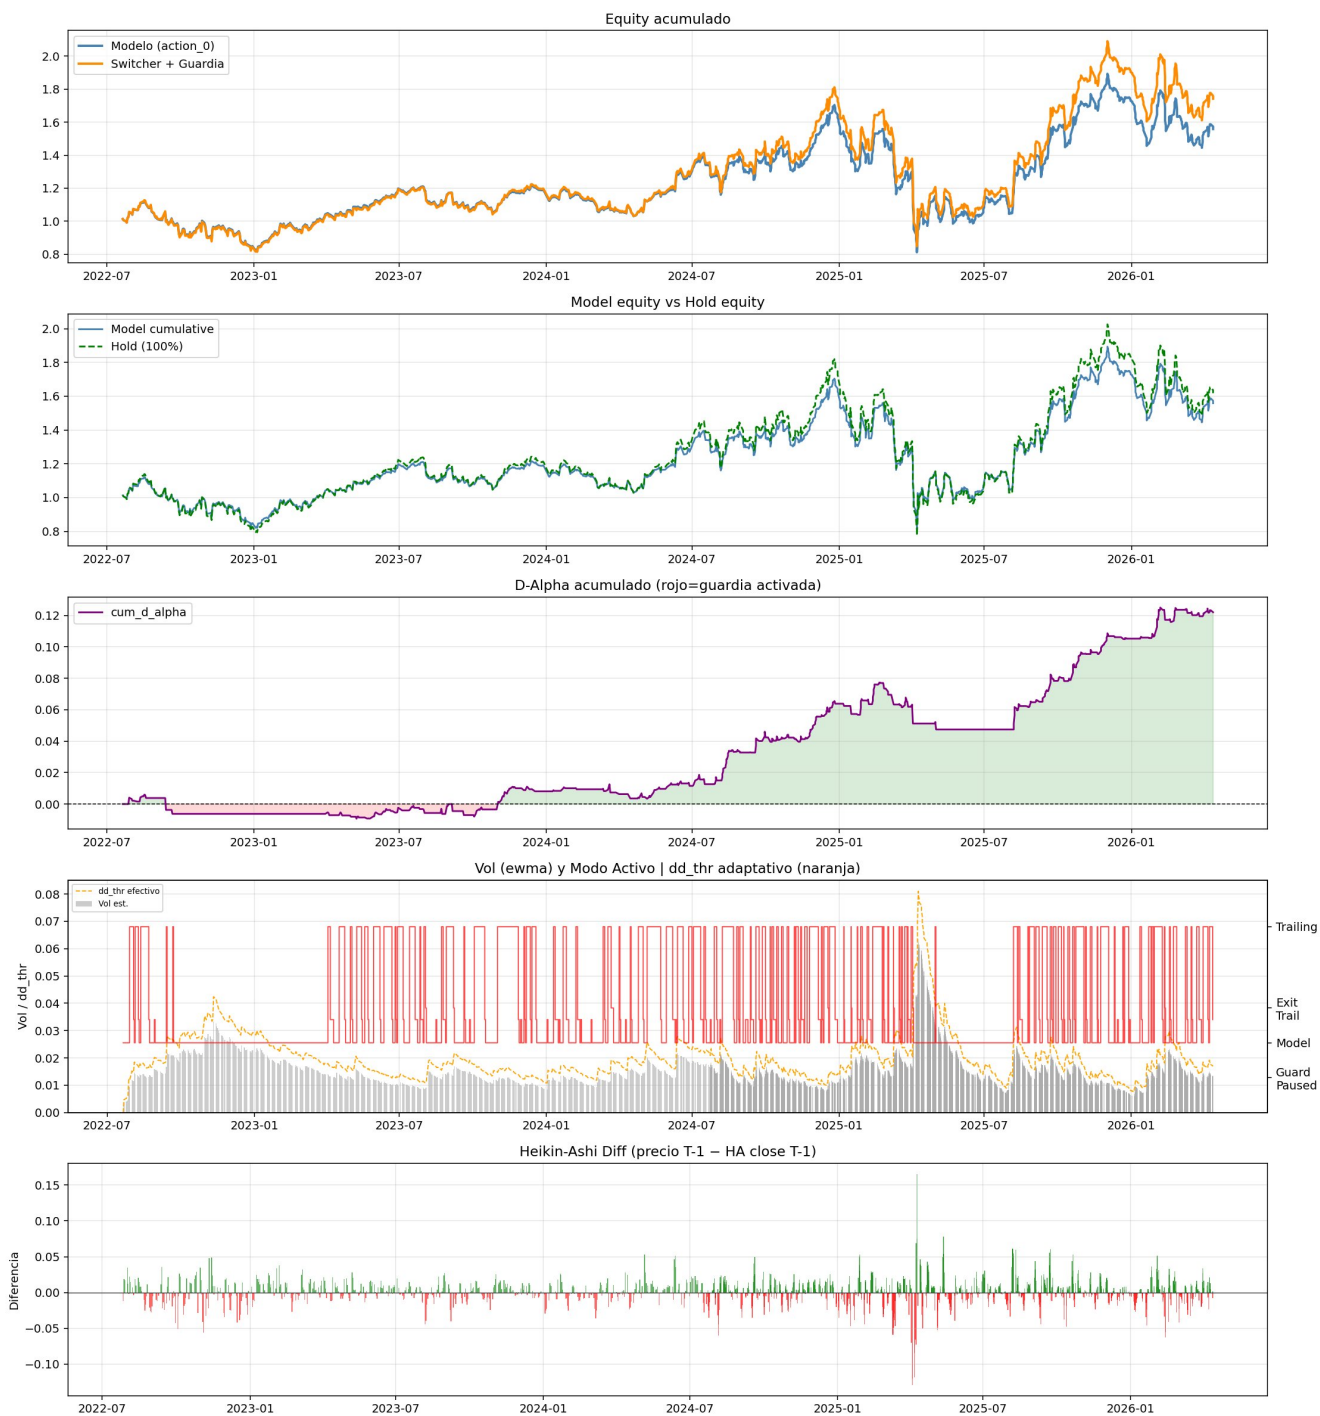 Equity acumulado
Modelo (action_0)
Switcher + Guardia
2.0
1.8
1.6
1.4
1.2
1.0
0.8
2022-07 2023-01 2023-07 2024-01 2024-07 2025-01 2025-07 2026-01
Model equity vs Hold equity
Model cumulative
Hold (100%)
2.0
1.8
1.6
1.4
1.2
1.0
0.8
2022-07 2023-01 2023-07 2024-01 2024-07 2025-01 2025-07 2026-01
D-Alpha acumulado (rojo=guardia activada)
cum_d_alpha
0.12
0.10
0.08
0.06
0.04
0.02
0.00
2022-07 2023-01 2023-07 2024-01 2024-07 2025-01 2025-07 2026-01
Vol (ewma) y Modo Activo | dd_thr adaptativo (naranja)
dd_thr efectivo
Vol est.
Vol / dd_thr
0.08
0.07
0.06
0.05
0.04
0.03
0.02
0.01
0.00
Trailing
Exit
Trail
Model
Guard
Paused
2022-07 2023-01 2023-07 2024-01 2024-07 2025-01 2025-07 2026-01
Heikin-Ashi Diff (precio T-1 − HA close T-1)
Diferencia
0.15
0.10
0.05
0.00
−0.05
−0.10
2022-07 2023-01 2023-07 2024-01 2024-07 2025-01 2025-07 2026-01